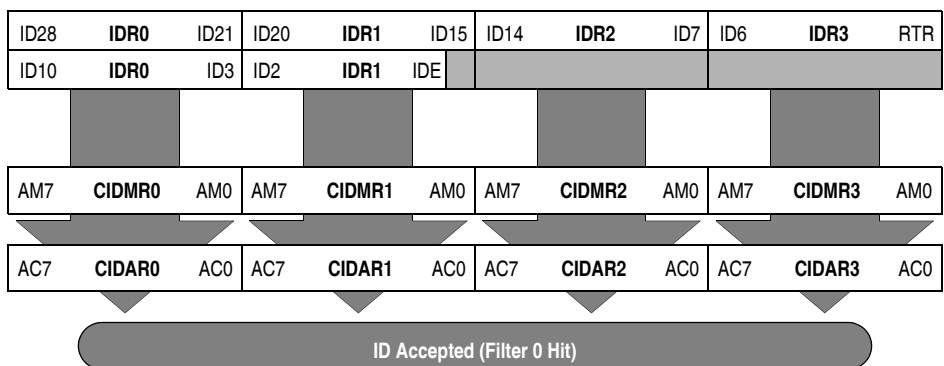 ID28 IDR0 ID21 ID20 IDR1 ID15 ID14 IDR2 ID7 ID6 IDR3 RTR
ID10 IDR0 ID3 ID2 IDR1 IDE
AM7 CIDMR0 AM0 AM7 CIDMR1 AM0 AM7 CIDMR2 AM0 AM7 CIDMR3 AM0
AC7 CIDAR0 AC0 AC7 CIDAR1 AC0 AC7 CIDAR2 AC0 AC7 CIDAR3 AC0
ID Accepted (Filter 0 Hit)